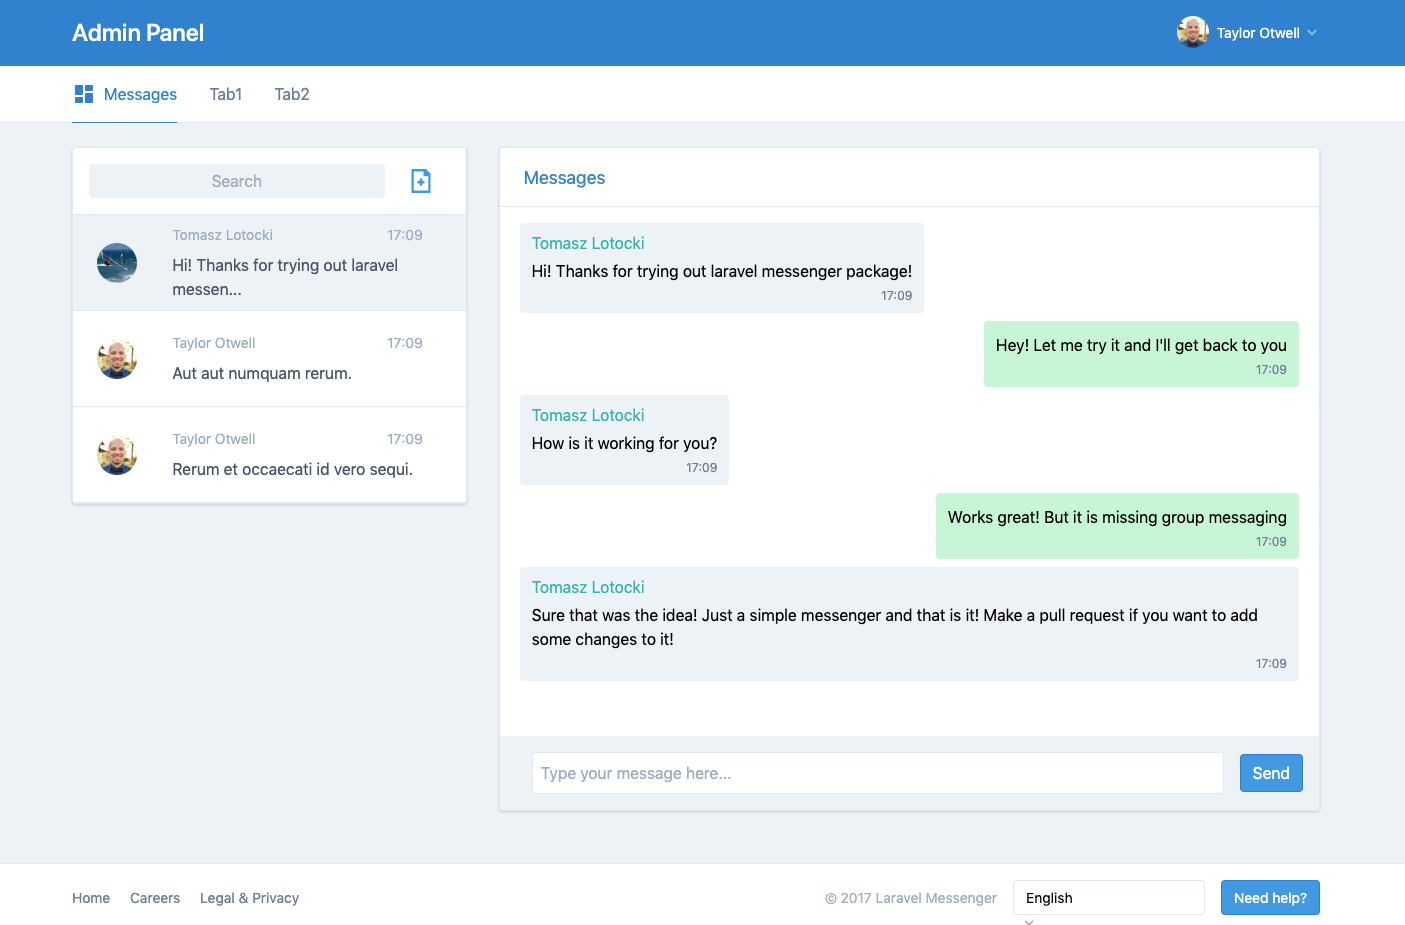 Admin Panel
Taylor Otwell
Messages
Tab1
Tab2
Search
Tomasz Lotocki
17:09
Hi! Thanks for trying out laravel
messen...
Taylor Otwell
17:09
Aut aut numquam rerum.
Taylor Otwell
17:09
Rerum et occaecati id vero sequi.
Messages
Tomasz Lotocki
Hi! Thanks for trying out laravel messenger package!
17:09
Hey! Let me try it and I'll get back to you
17:09
Tomasz Lotocki
How is it working for you?
17:09
Works great! But it is missing group messaging
17:09
Tomasz Lotocki
Sure that was the idea! Just a simple messenger and that is it! Make a pull request if you want to add
some changes to it!
17:09
Type your message here...
Send
Home
Careers
Legal & Privacy
© 2017 Laravel Messenger
English
Need help?